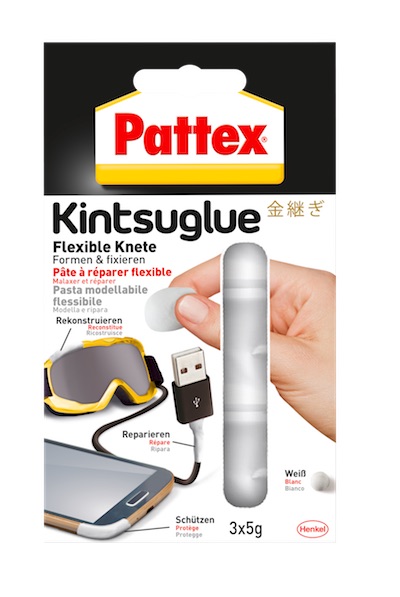 Pattex®
Kintsuglue 金継ぎ
Flexible Knete
Formen & fixieren
Pâte à réparer flexible
Malaxer et réparer
Pasta modellabile
flessibile
Modella e ripara
Rekonstruieren
Reconstitue
Ricostruisce
Reparieren
Répare
Ripara
Weiß
Blanc
Bianco
Schützen
Protège
Protegge
3x5g
Henkel